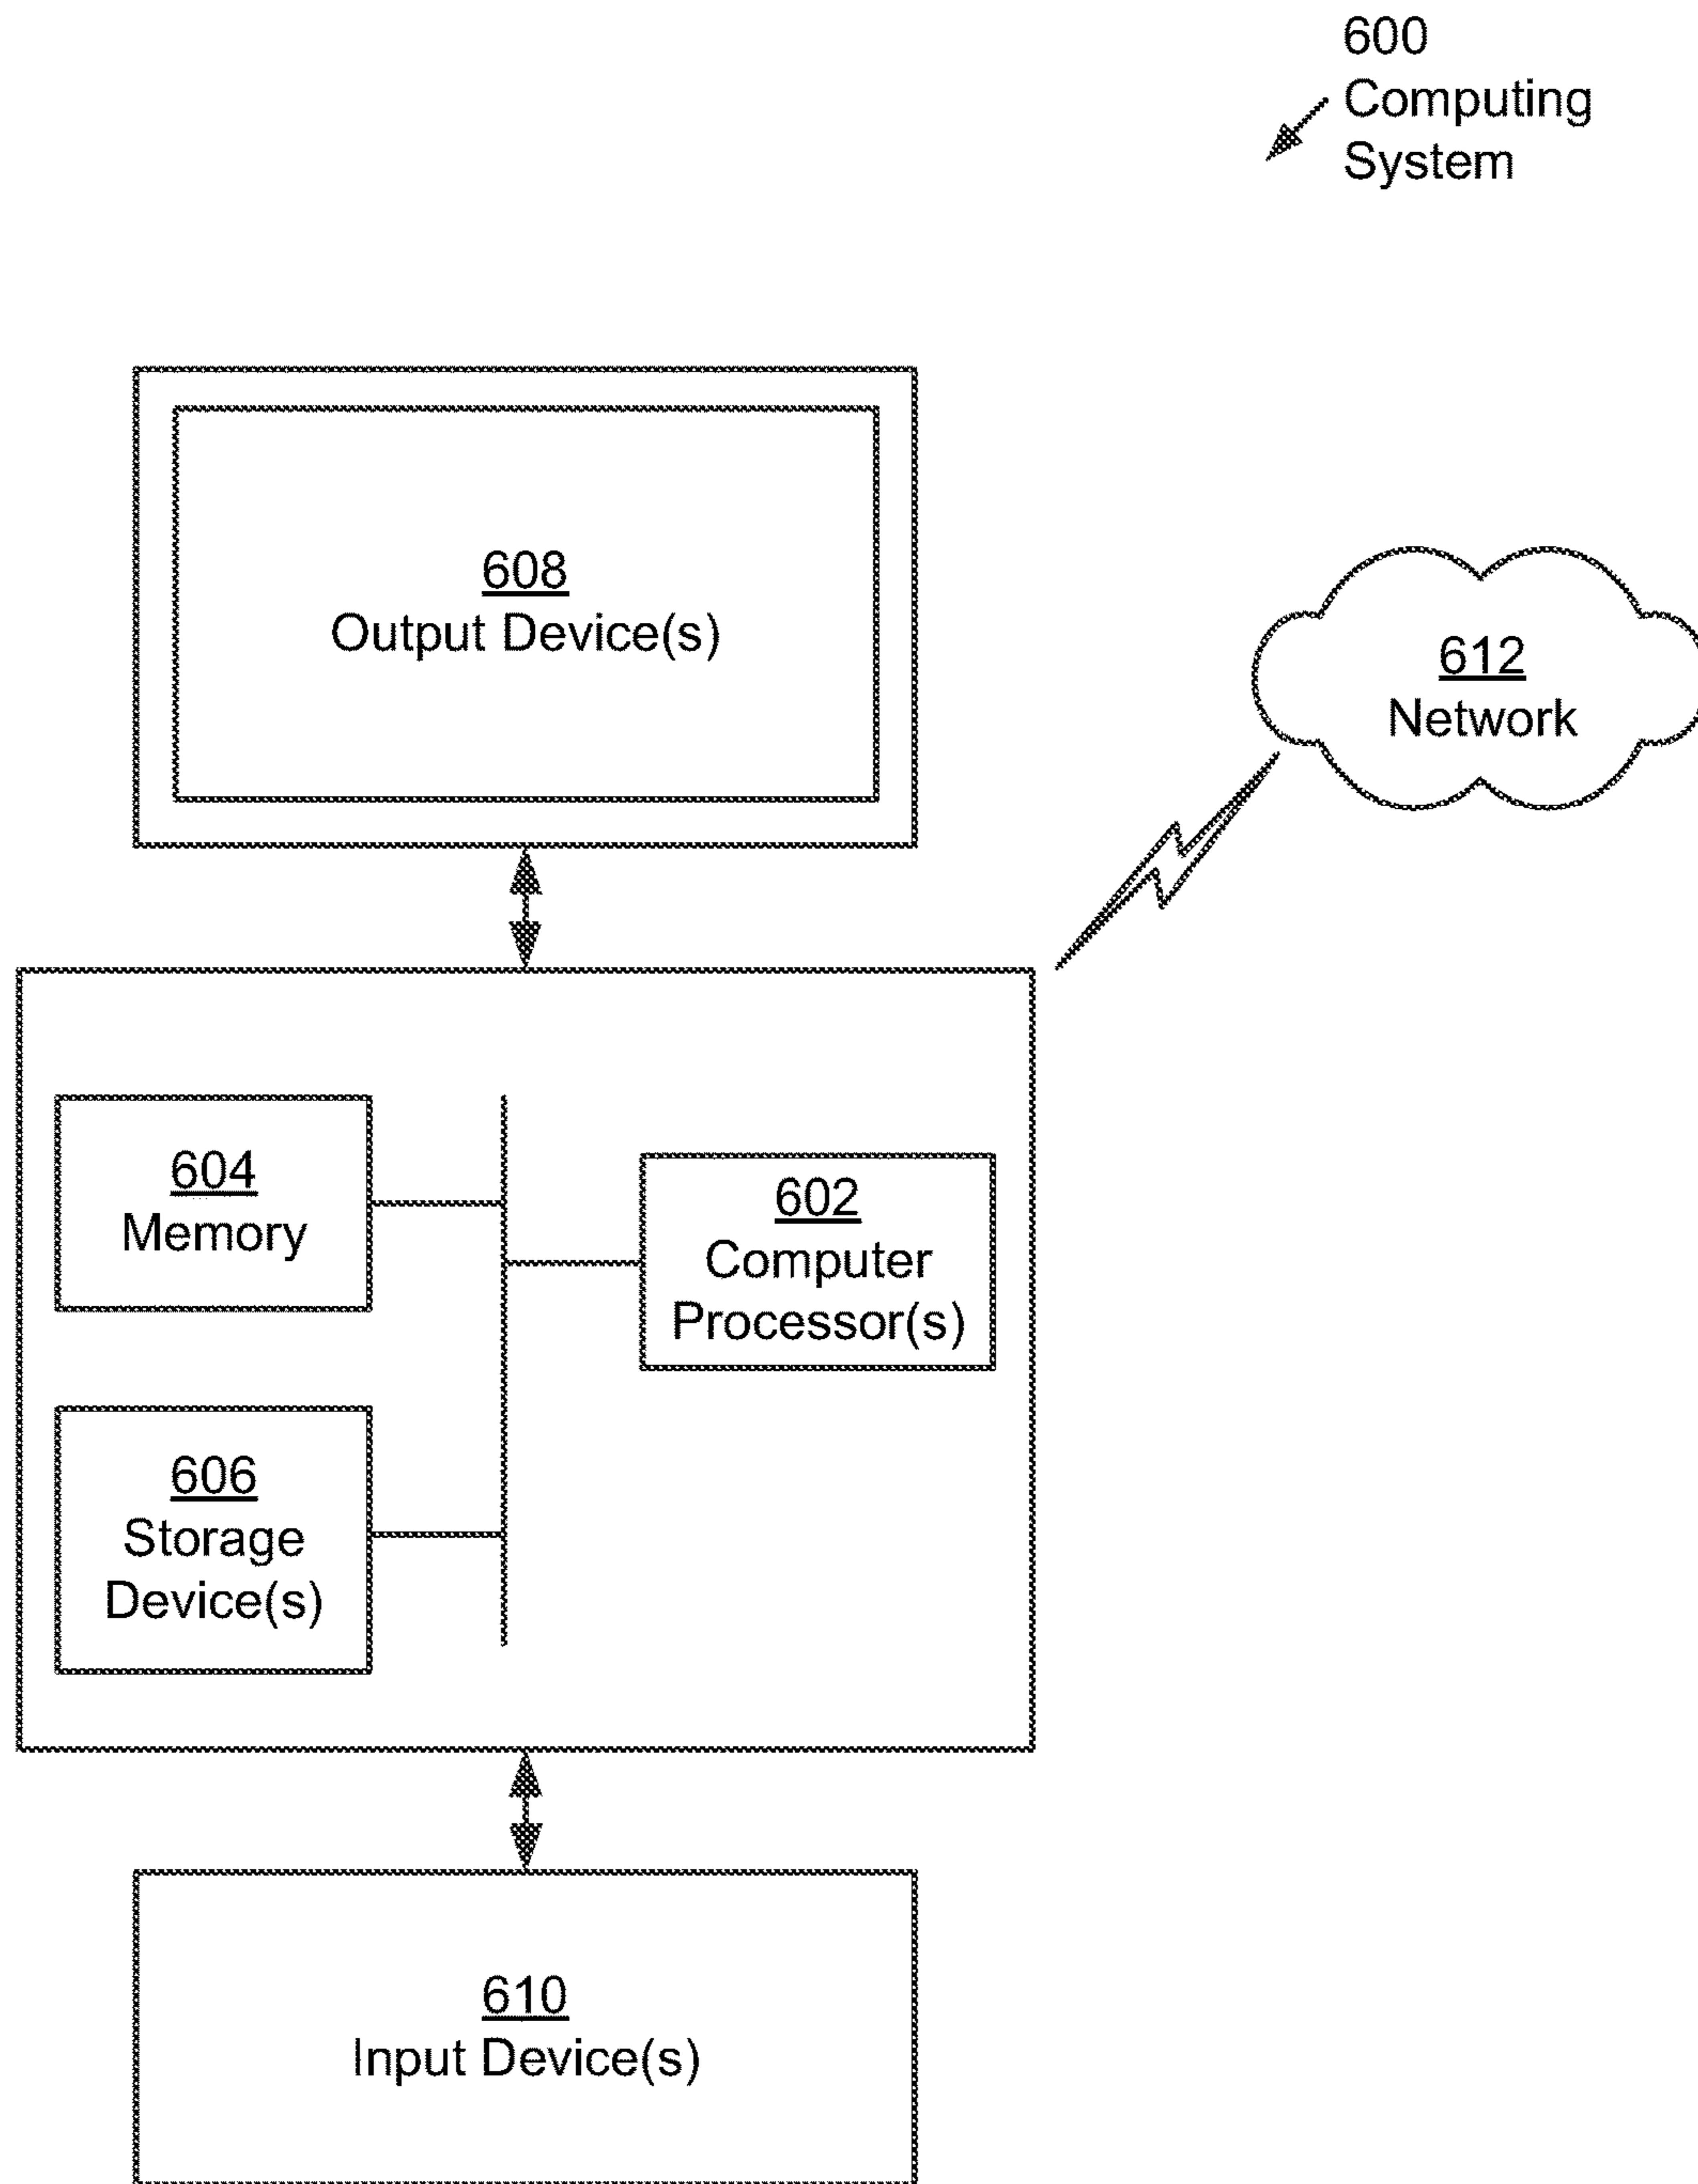 600
Computing
System
608
Output Device(s)
612
Network
604
Memory
602
Computer
Processor(s)
606
Storage
Device(s)
610
Input Device(s)